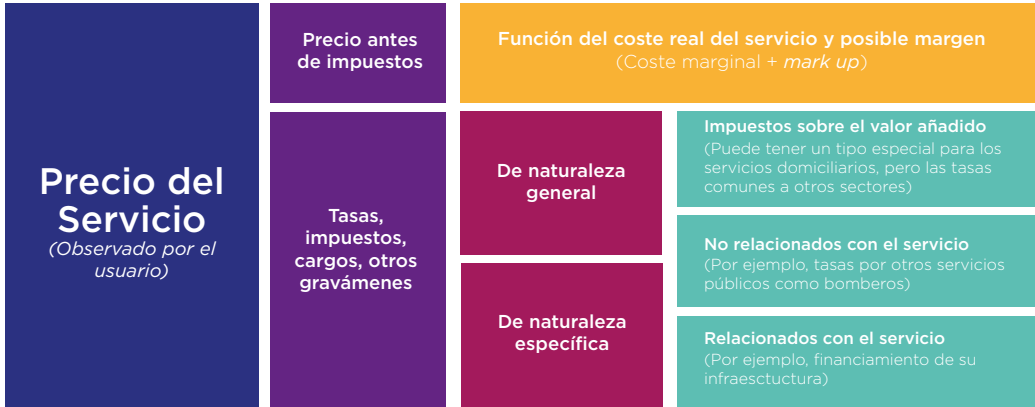 Precio del
Servicio
(Observado por el
usuario)
Precio antes
de impuestos
Función del coste real del servicio y posible margen
(Coste marginal + mark up)
Tasas,
impuestos,
cargos, otros
gravámenes
De naturaleza
general
Impuestos sobre el valor añadido
(Puede tener un tipo especial para los
servicios domiciliarios, pero las tasas
comunes a otros sectores)
No relacionados con el servicio
(Por ejemplo, tasas por otros servicios
públicos como bomberos)
De naturaleza
específica
Relacionados con el servicio
(Por ejemplo, financiamiento de su
infraesctuctura)